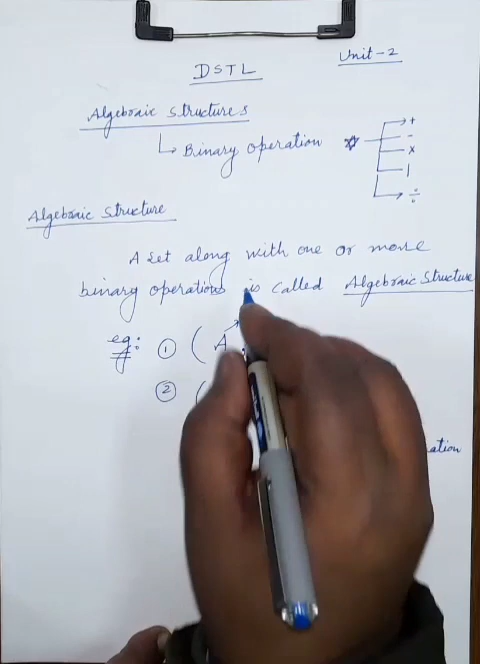 Unit-2
DSTL
Algebraic Structures
Binary operation * + - x | ÷
Algebraic Structure
A set along with one or more
binary operations is called Algebraic Structure
eg: ① ( A
② (
ation